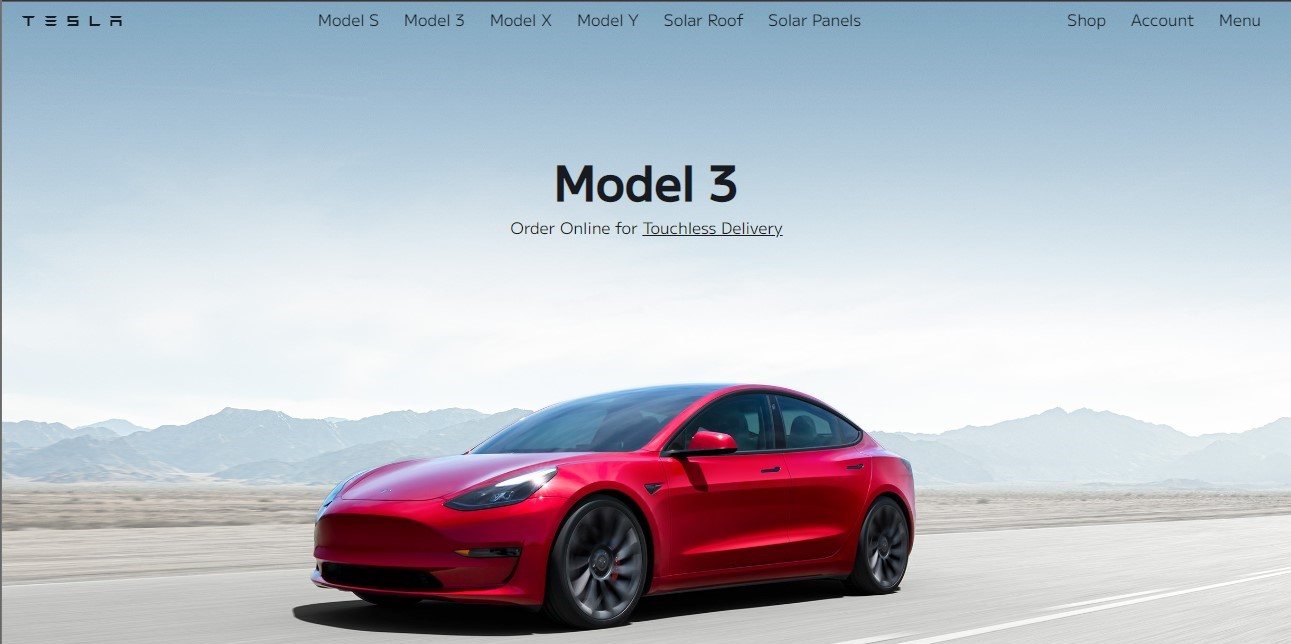 TESLA Model S Model 3 Model X Model Y Solar Roof Solar Panels Shop Account Menu
Model 3
Order Online for Touchless Delivery